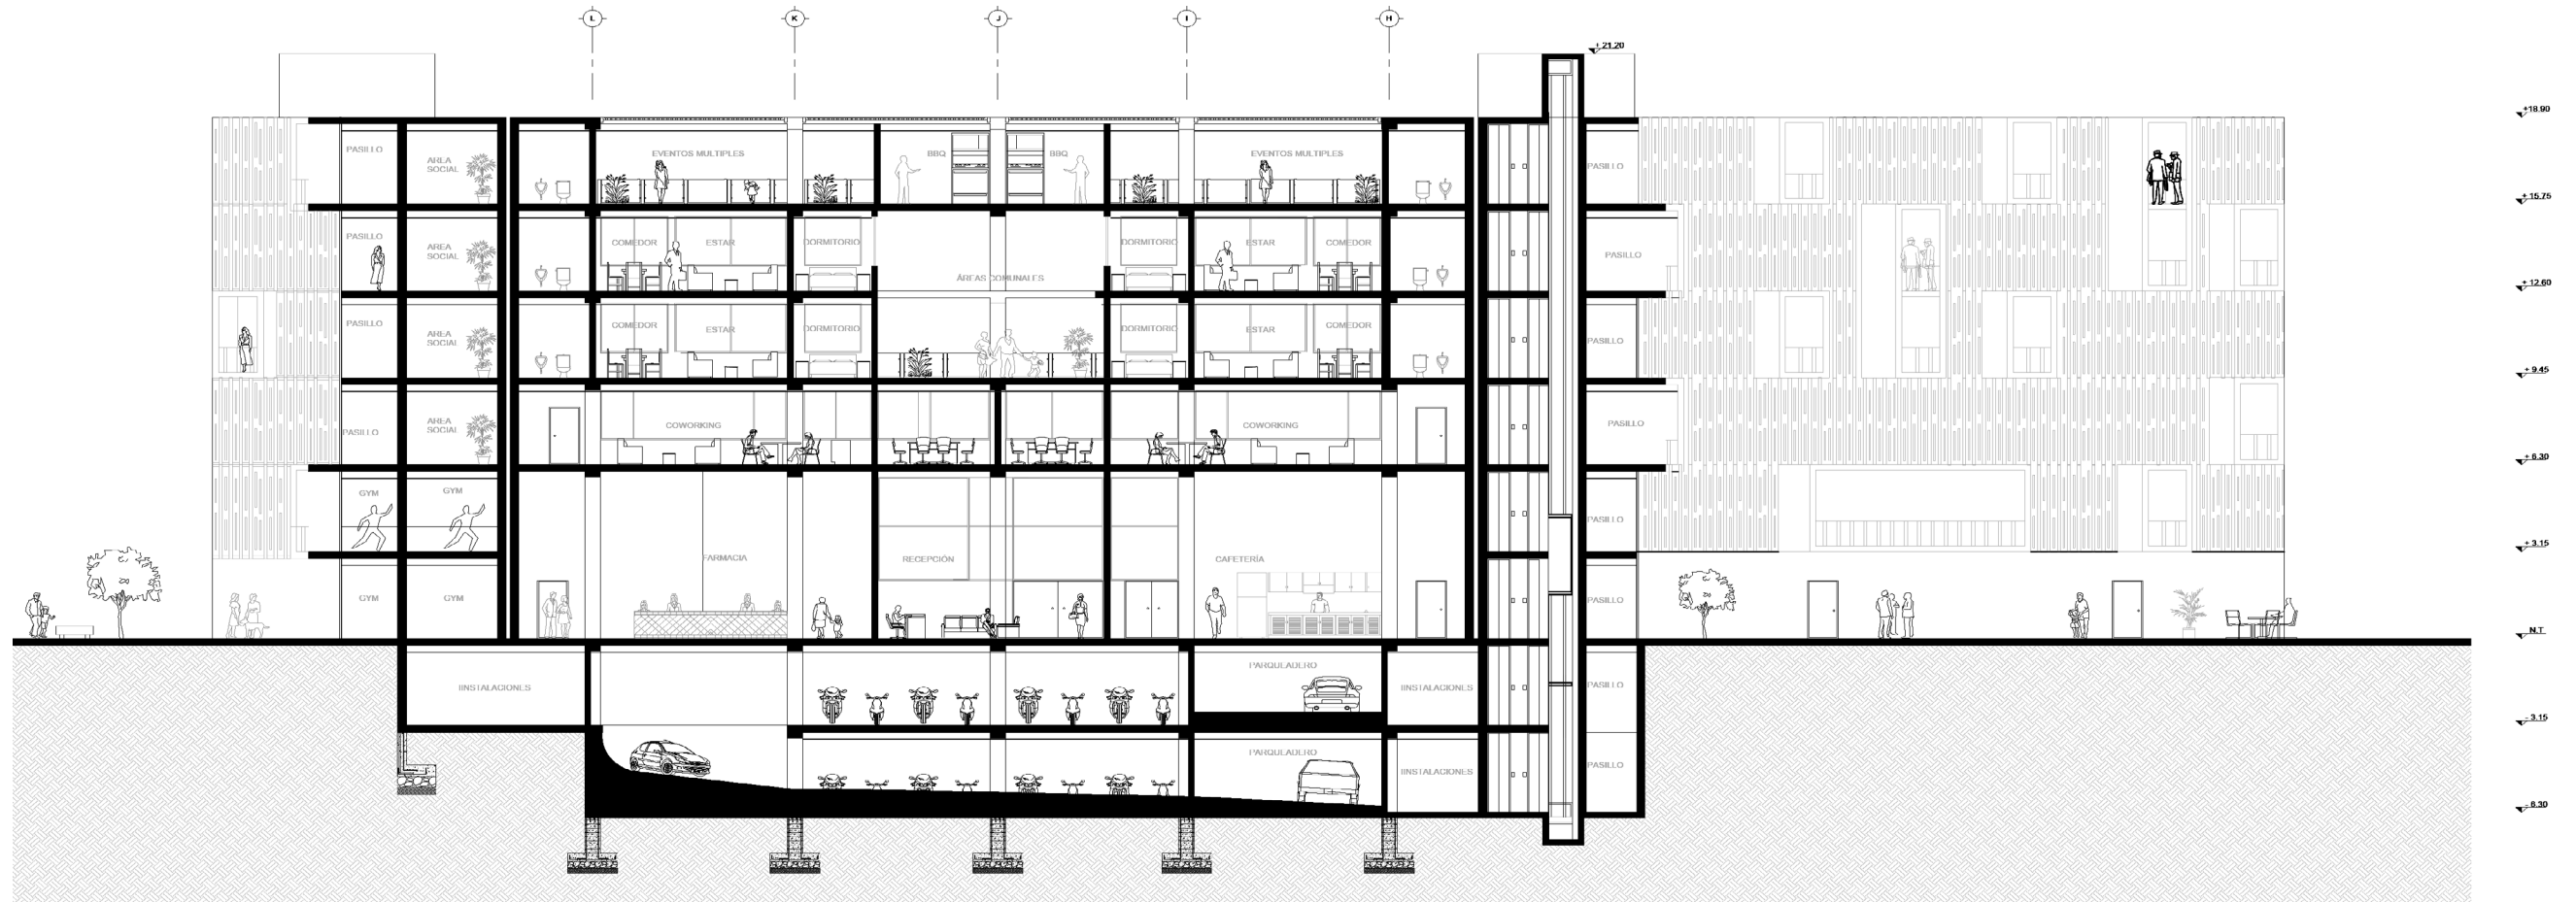 L K J I H
+ 21.20
+18.90
PASILLO
AREA
SOCIAL
EVENTOS MULTIPLES
BBQ
BBQ
EVENTOS MULTIPLES
PASILLO
+ 15.75
PASILLO
AREA
SOCIAL
COMEDOR
ESTAR
DORMITORIO
ÁREAS COMUNALES
DORMITORIO
ESTAR
COMEDOR
PASILLO
+ 12.60
PASILLO
AREA
SOCIAL
COMEDOR
ESTAR
DORMITORIO
DORMITORIO
ESTAR
COMEDOR
PASILLO
+ 9.45
PASILLO
AREA
SOCIAL
COWORKING
COWORKING
PASILLO
+ 6.30
GYM
GYM
PASILLO
+ 3.15
FARMACIA
RECEPCIÓN
CAFETERÍA
GYM
GYM
PASILLO
N.T
IINSTALACIONES
PARQUEADERO
IINSTALACIONES
PASILLO
- 3.15
PARQUEADERO
IINSTALACIONES
PASILLO
- 6.30